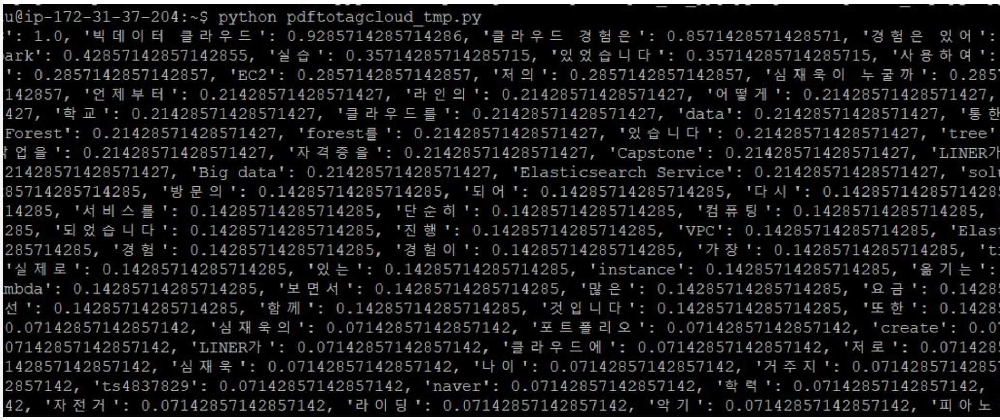 u@ip-172-31-37-204:~$ python pdftotagcloud_tmp.py
': 1.0, '빅데이터 클라우드': 0.9285714285714286, '클라우드 경험은': 0.8571428571428571, '경험은 있어':
ark': 0.42857142857142855, '실습': 0.35714285714285715, '있었습니다': 0.35714285714285715, '사용하여':
': 0.2857142857142857, 'EC2': 0.2857142857142857, '저의': 0.2857142857142857, '심재욱이 누굴까': 0.285
142857, '언제부터': 0.21428571428571427, '라인의': 0.21428571428571427, '어떻게': 0.21428571428571427,
427, '학교': 0.21428571428571427, '클라우드를': 0.21428571428571427, 'data': 0.21428571428571427, '통한
Forest': 0.21428571428571427, 'forest를': 0.21428571428571427, '있습니다': 0.21428571428571427, 'tree'
업을': 0.21428571428571427, '자격증을': 0.21428571428571427, 'Capstone': 0.21428571428571427, 'LINER가
21428571428571427, 'Big data': 0.21428571428571427, 'Elasticsearch Service': 0.21428571428571427, 'sol
85714285714285, '방문의': 0.14285714285714285, '되어': 0.14285714285714285, '다시': 0.1428571428571428
14285, '서비스를': 0.14285714285714285, '단순히': 0.14285714285714285, '컴퓨팅': 0.14285714285714285,
285, '되었습니다': 0.14285714285714285, '진행': 0.14285714285714285, 'VPC': 0.14285714285714285, 'Elas
285714285, '경험': 0.14285714285714285, '경험이': 0.14285714285714285, '가장': 0.14285714285714285, 't
'실제로': 0.14285714285714285, '있는': 0.14285714285714285, 'instance': 0.14285714285714285, '옮기는':
mbda': 0.14285714285714285, '보면서': 0.14285714285714285, '많은': 0.14285714285714285, '요금': 0.1428
선': 0.14285714285714285, '함께': 0.14285714285714285, '것입니다': 0.14285714285714285, '또한': 0.1428
0.07142857142857142, '심재욱의': 0.07142857142857142, '포트폴리오': 0.07142857142857142, 'create': 0.0
07142857142857142, 'LINER가': 0.07142857142857142, '클라우드에': 0.07142857142857142, '저로': 0.071428
142857142857142, '심재욱': 0.07142857142857142, '나이': 0.07142857142857142, '거주지': 0.0714285714285
2857142, 'ts4837829': 0.07142857142857142, 'naver': 0.07142857142857142, '학력': 0.07142857142857142,
42, '자전거': 0.07142857142857142, '라이딩': 0.07142857142857142, '악기': 0.07142857142857142, '피아노